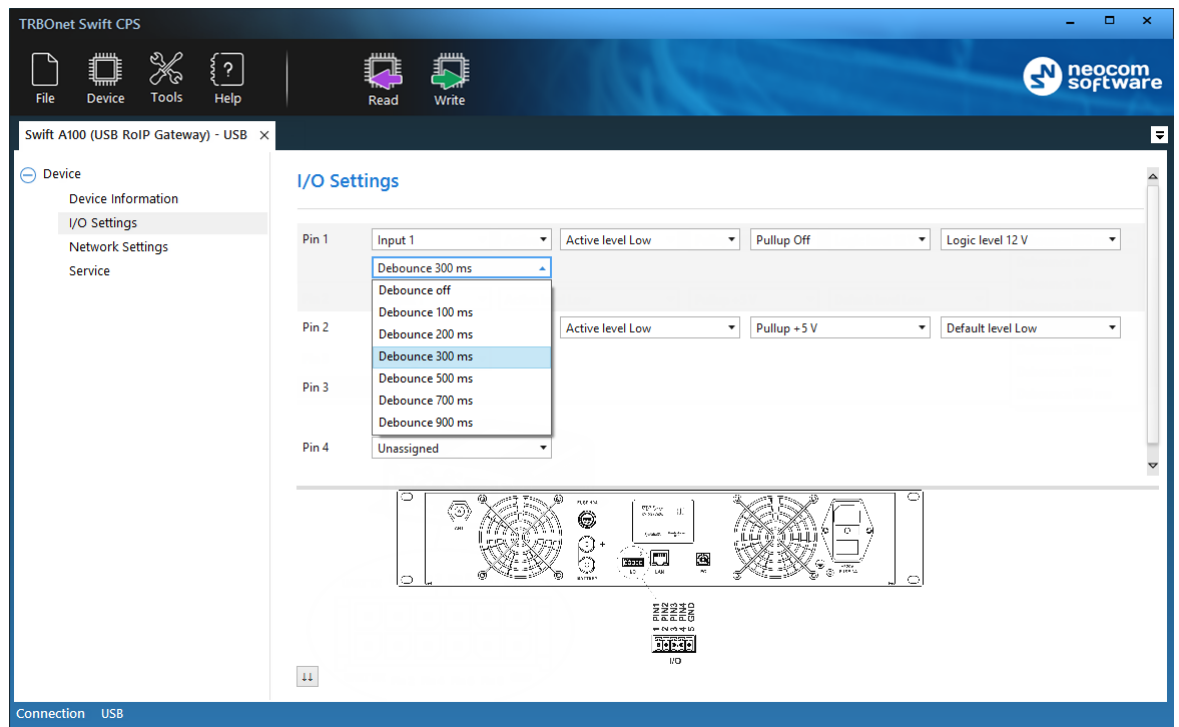 TRBOnet Swift CPS
File Device Tools Help Read Write
neocom
software
Swift A100 (USB RoIP Gateway) - USB
Device
Device Information
I/O Settings
Network Settings
Service
I/O Settings
Pin 1 Input 1 Active level Low Pullup Off Logic level 12 V
Debounce 300 ms
Debounce off
Debounce 100 ms
Debounce 200 ms
Debounce 300 ms
Debounce 500 ms
Debounce 700 ms
Debounce 900 ms
Pin 2 Active level Low Pullup +5 V Default level Low
Pin 3
Pin 4 Unassigned
ANT
BATTERY
I/O LAN PC
1 PIN1
2 PIN2
3 PIN3
4 PIN4
5 GND
I/O
Connection USB